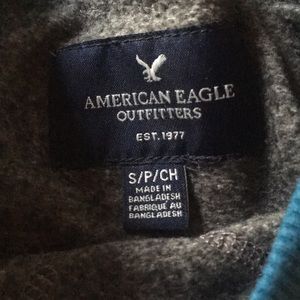 AMERICAN EAGLE
OUTFITTERS
EST. 1977
S/P/CH
MADE IN
BANGLADESH
FABRIQUÉ AU
BANGLADESH